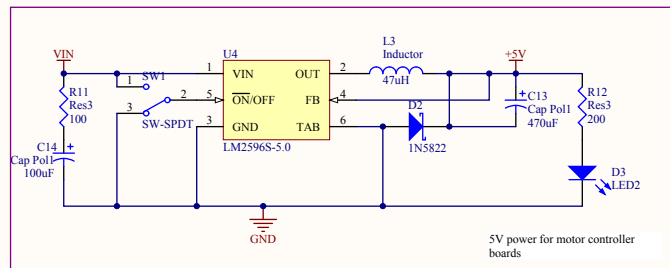 VIN
R11
Res3
100
C14
Cap Pol1
100uF
SW1
1
3
2
SW-SPDT
U4
1
5
3
VIN
ON/OFF
GND
OUT
FB
TAB
2
4
6
LM2596S-5.0
L3
Inductor
47uH
D2
1N5822
+5V
C13
Cap Pol1
470uF
R12
Res3
200
D3
LED2
GND
5V power for motor controller
boards